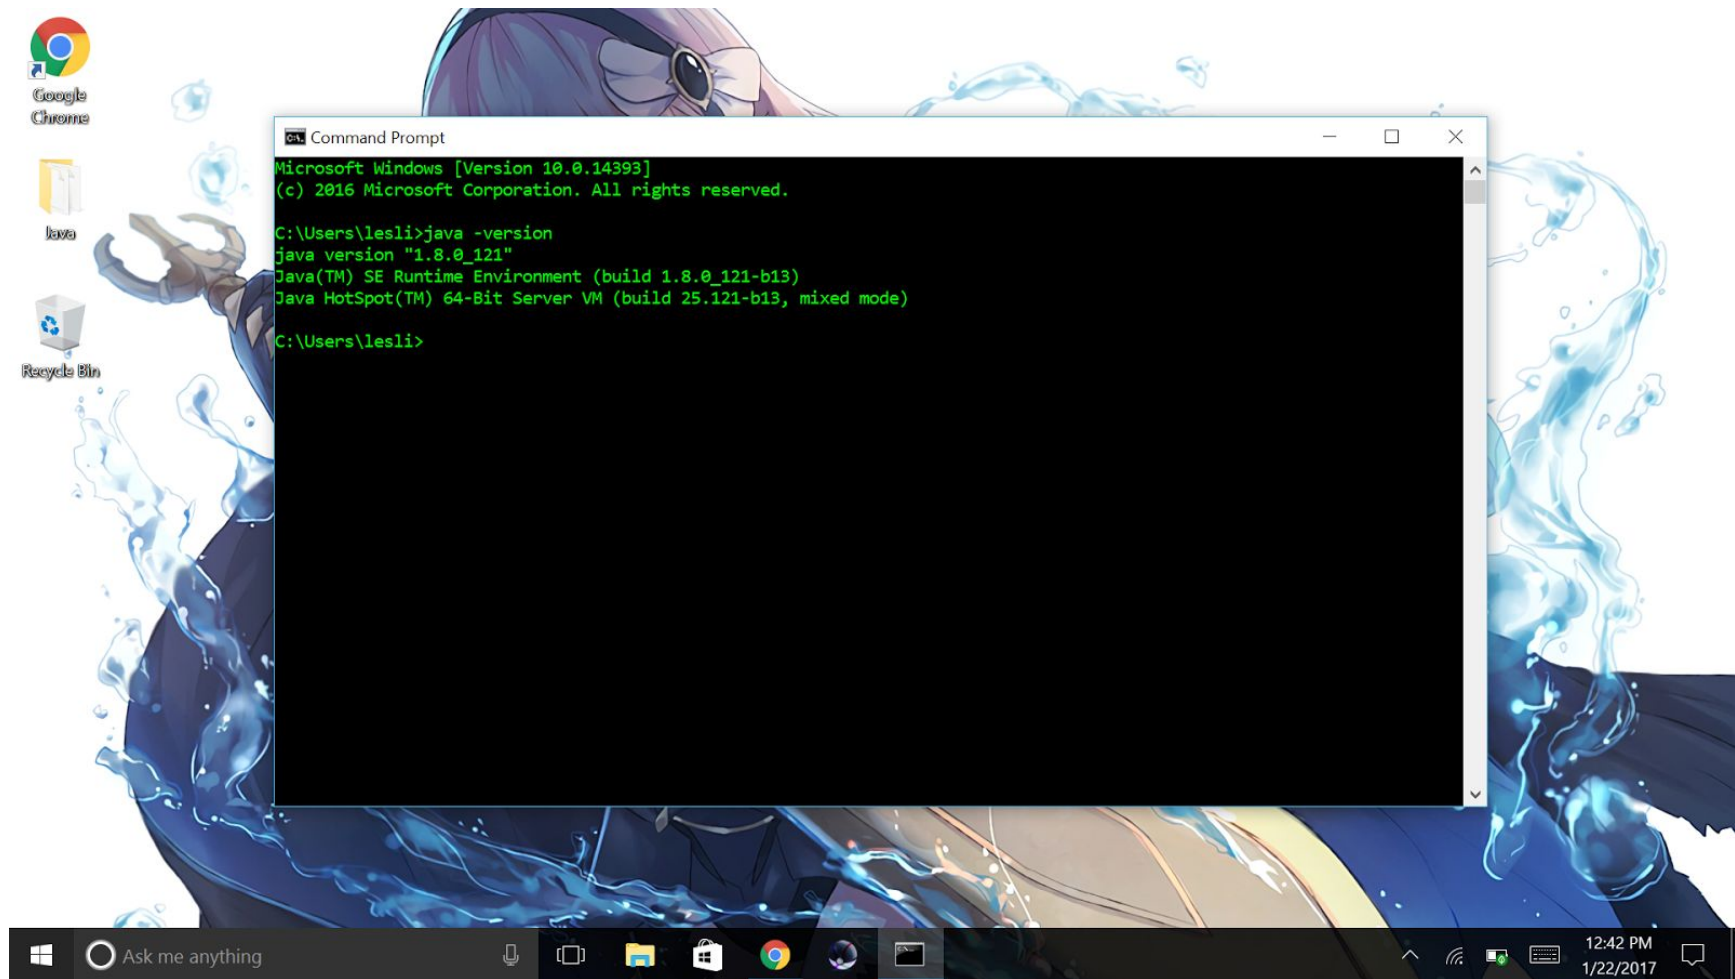 Google
Chrome
Java
Recycle Bin
Command Prompt
Microsoft Windows [Version 10.0.14393]
(c) 2016 Microsoft Corporation. All rights reserved.
C:\Users\lesli>java -version
java version "1.8.0_121"
Java(TM) SE Runtime Environment (build 1.8.0_121-b13)
Java HotSpot(TM) 64-Bit Server VM (build 25.121-b13, mixed mode)
C:\Users\lesli>
Ask me anything
12:42 PM
1/22/2017